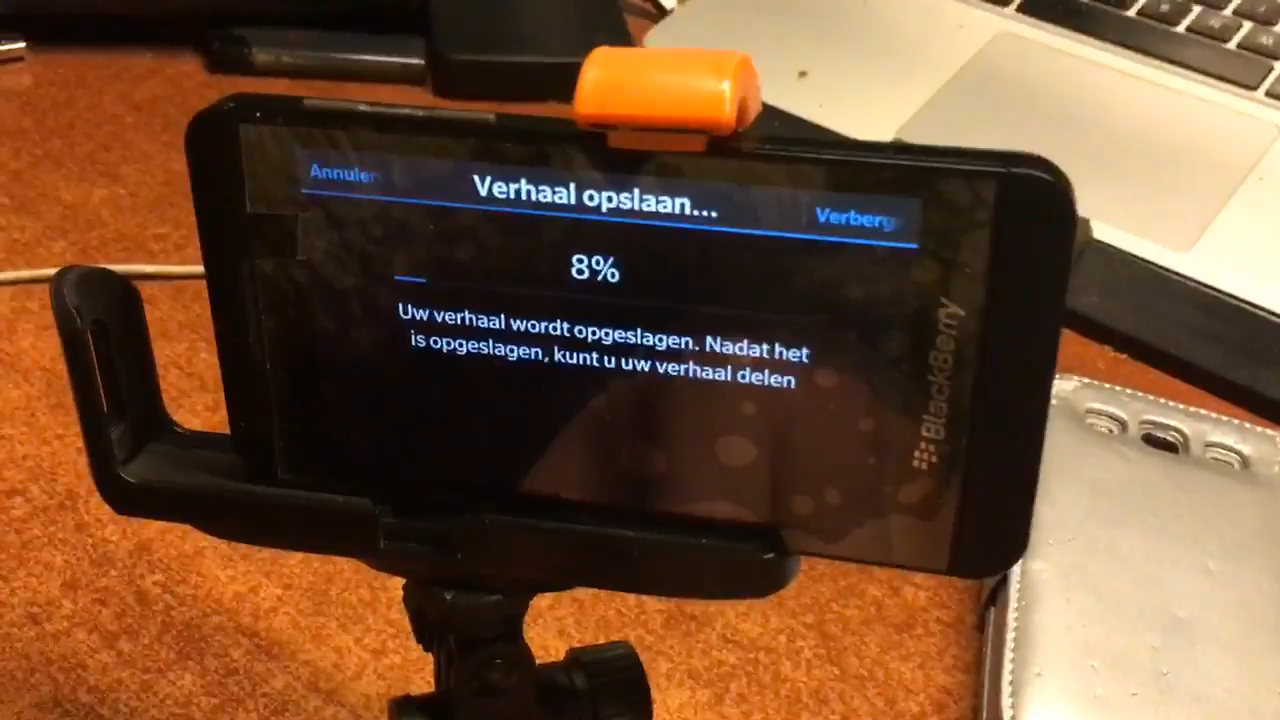 Annuler
Verhaal opslaan...
Verberg
8%
Uw verhaal wordt opgeslagen. Nadat het
is opgeslagen, kunt u uw verhaal delen
BlackBerry